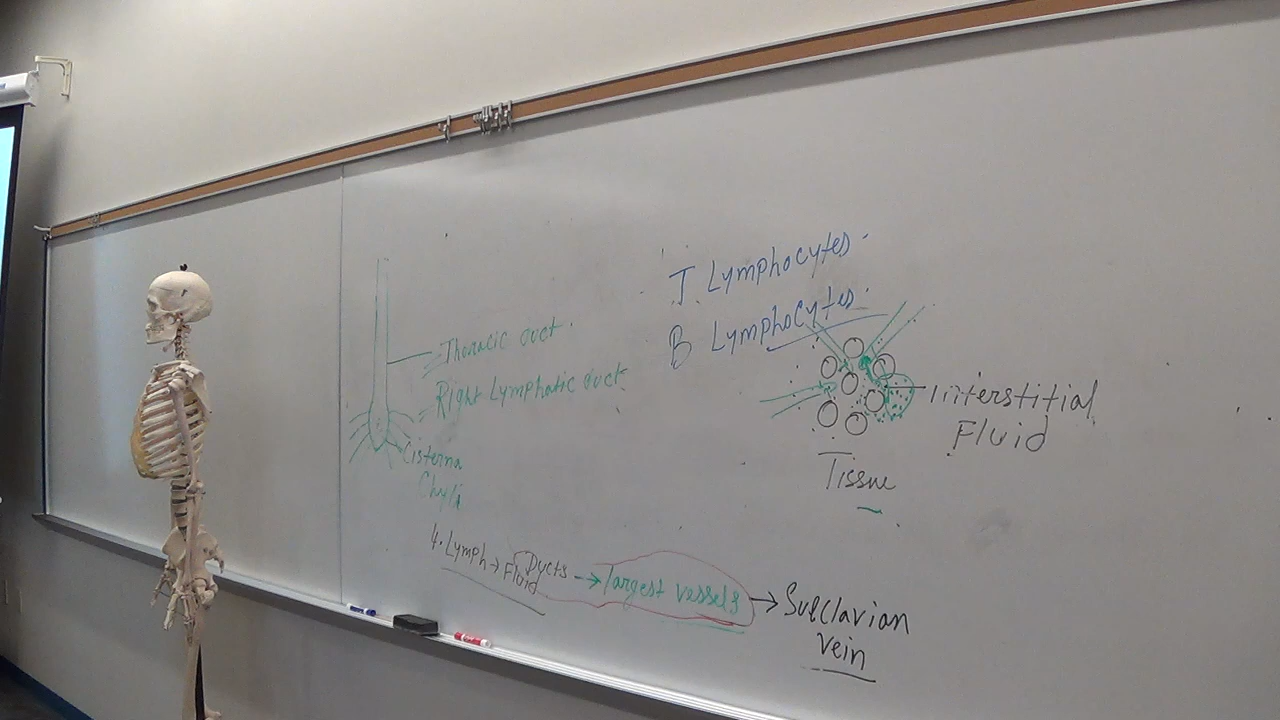 T Lymphocytes
B Lymphocytes
Thoracic duct
Right Lymphatic duct
Cisterna
Chyli
Interstitial
Fluid
Tissue
4. Lymph → Fluid Ducts → largest vessels → Subclavian
vein